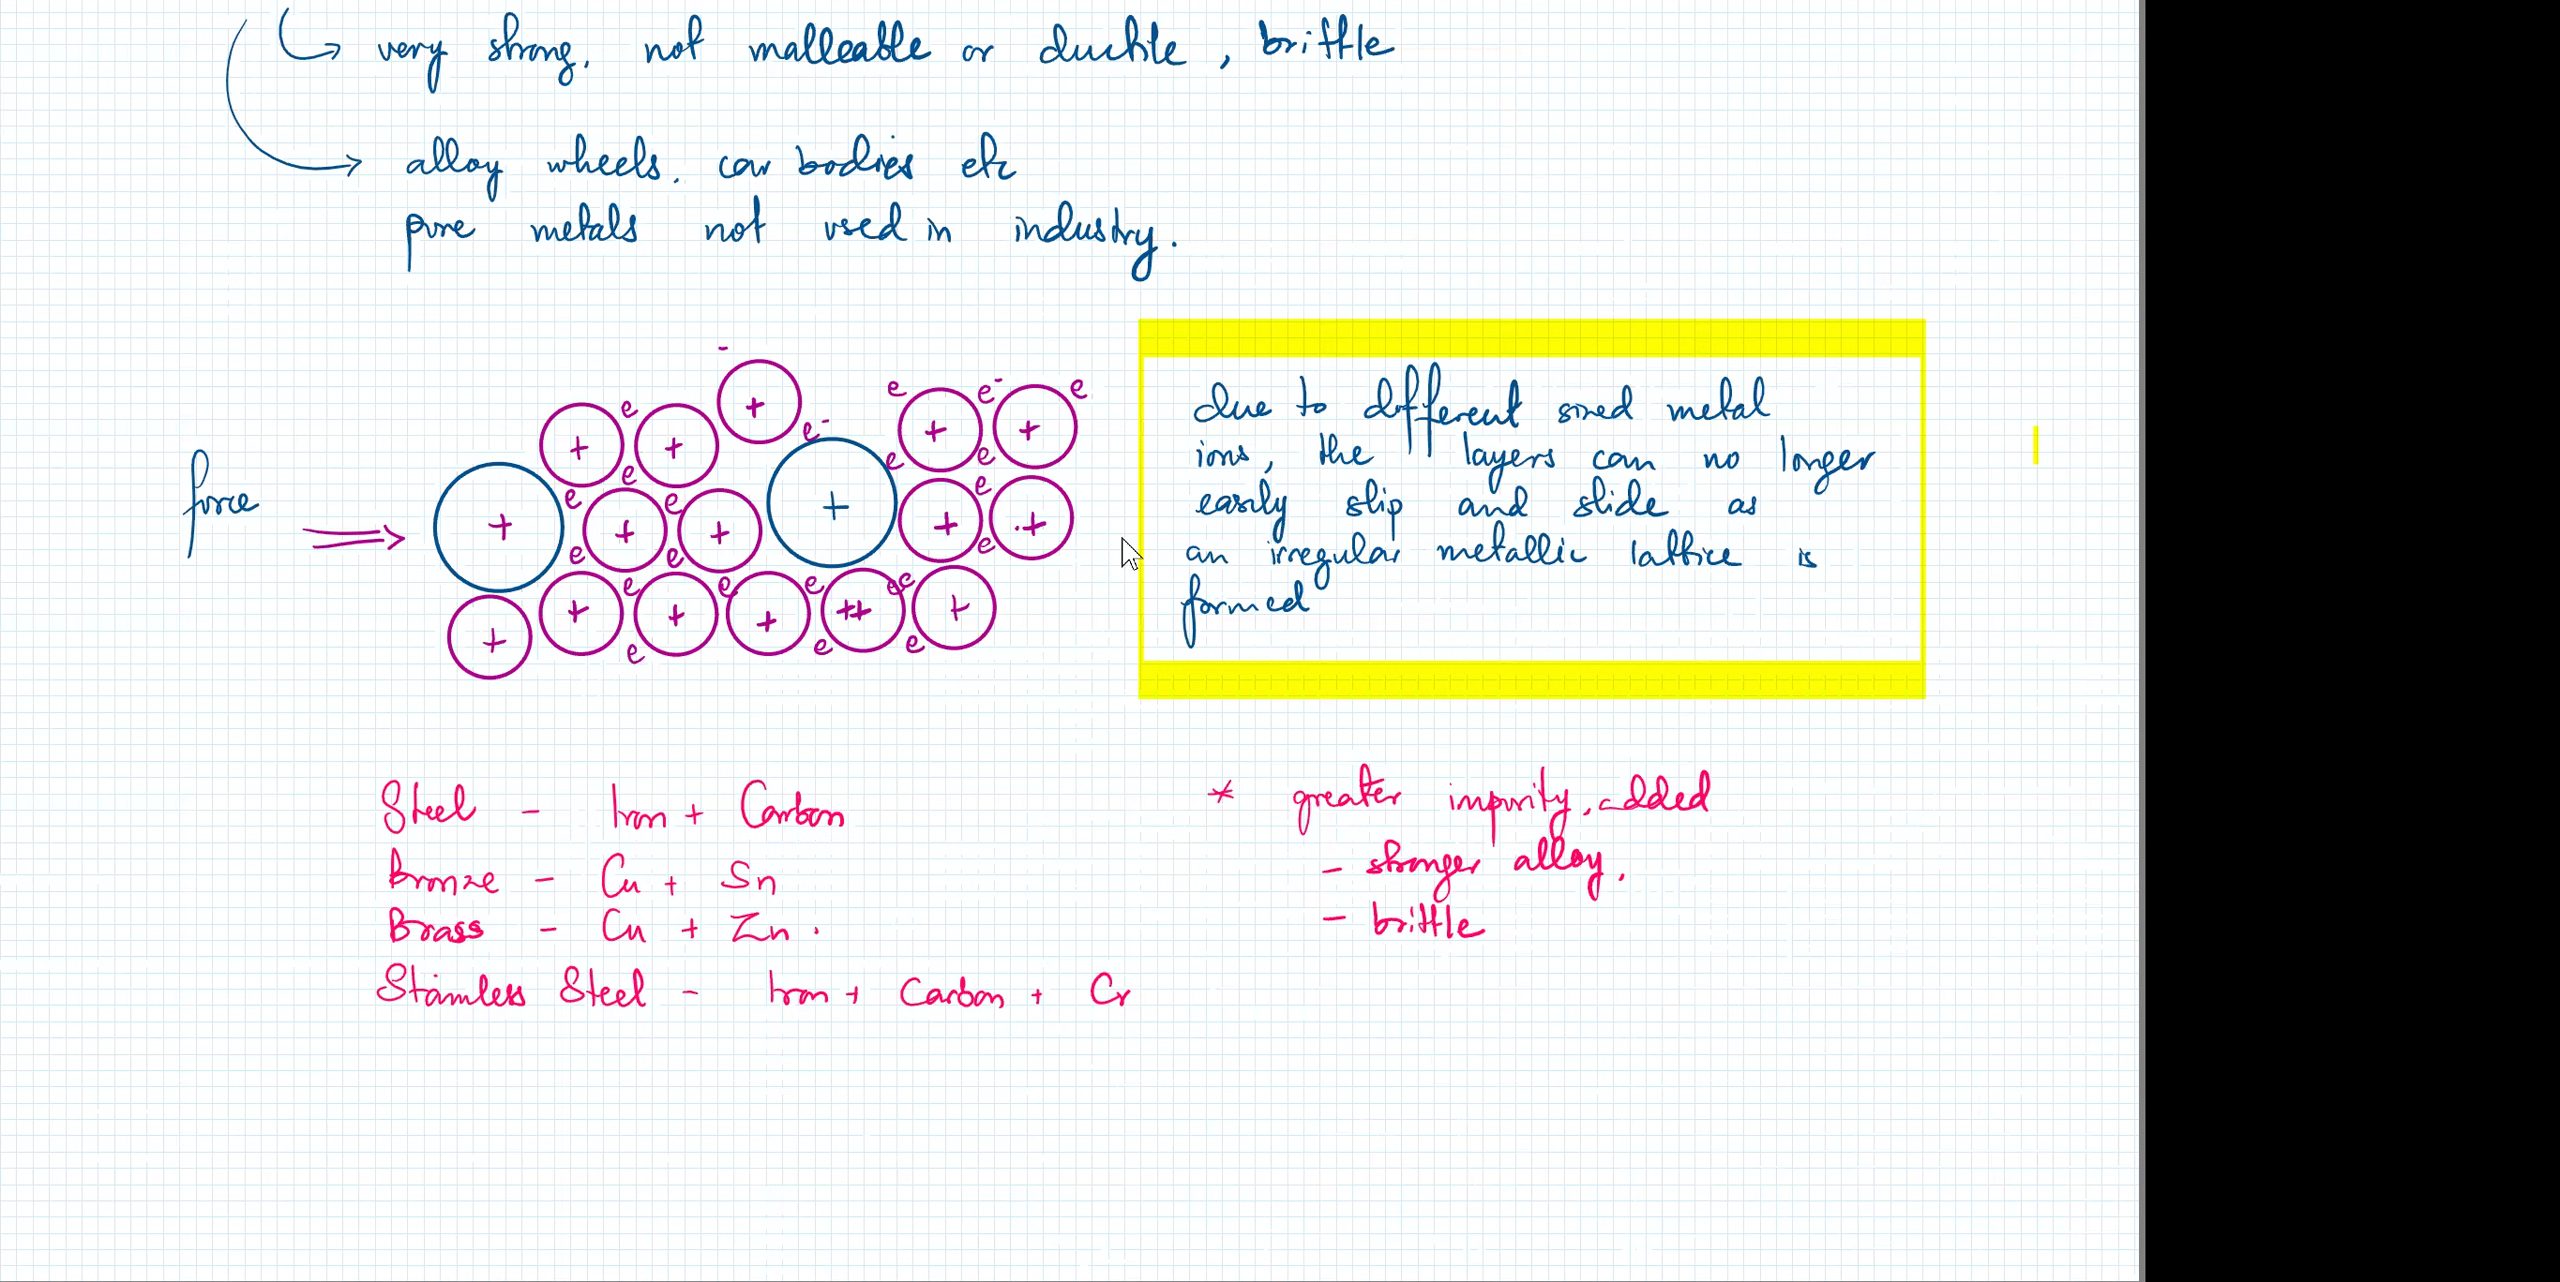 very strong, not malleable or ductile, brittle
alloy wheels, car bodies etc
pure metals not used in industry.
force
- + + + + + + + + + + + + + + + + + ++ +
e e e e e e e e e e e⁻ e e⁻ e e e e e e e e e e e
due to different sized metal
ions, the layers can no longer
easily slip and slide as
an irregular metallic lattice is
formed
Steel - Iron + Carbon
Bronze - Cu + Sn
Brass - Cu + Zn.
Stainless Steel - Iron + Carbon + Cr
* greater impurity, added
- stronger alloy,
- brittle